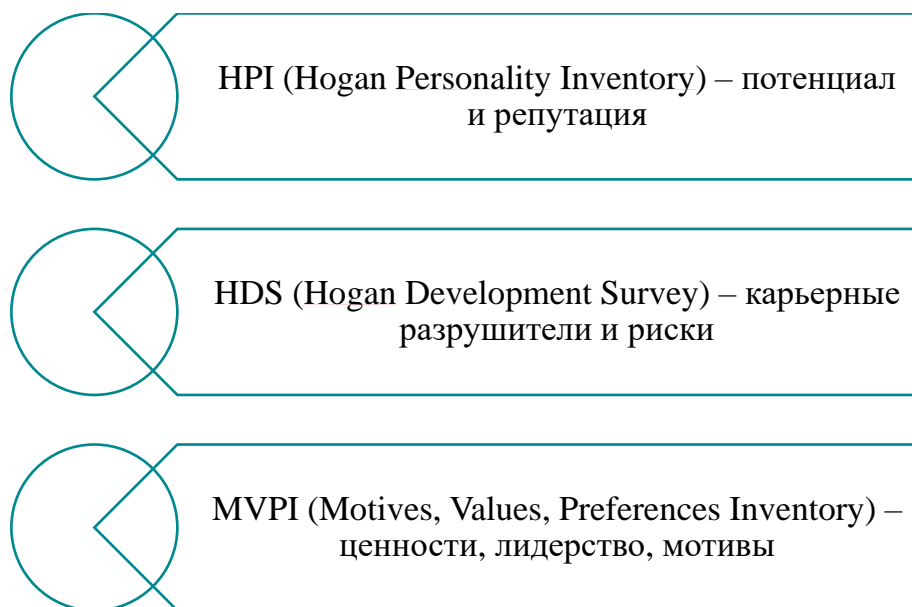 HPI (Hogan Personality Inventory) – потенциал
и репутация
HDS (Hogan Development Survey) – карьерные
разрушители и риски
MVPI (Motives, Values, Preferences Inventory) –
ценности, лидерство, мотивы